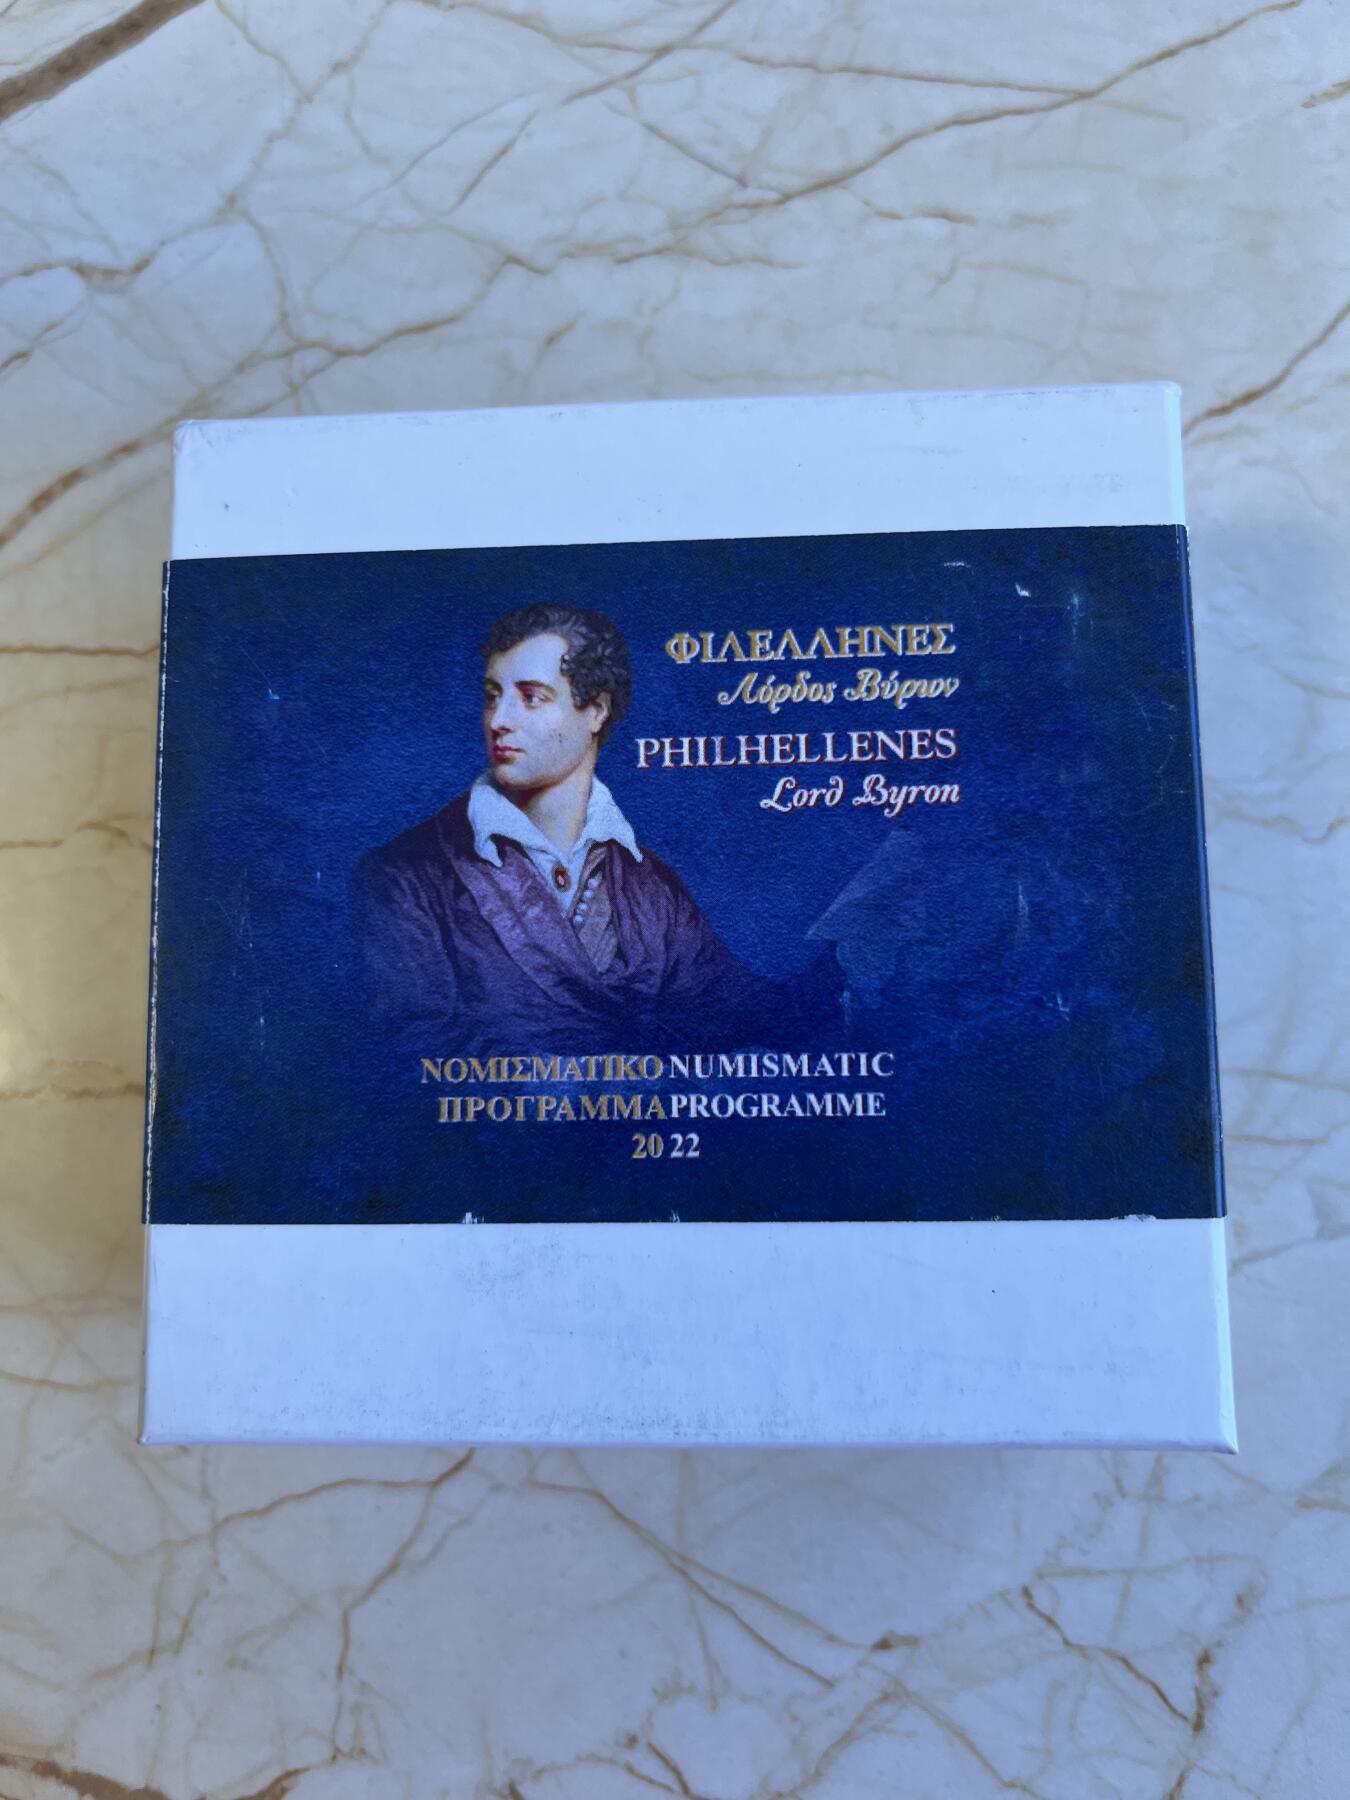 ΦΙΛΕΛΛΗΝΕΣ
Λόρδος Βύρων
PHILHELLENES
Lord Byron
ΝΟΜΙΣΜΑΤΙΚΟ NUMISMATIC
ΠΡΟΓΡΑΜΜΑ PROGRAMME
20 22